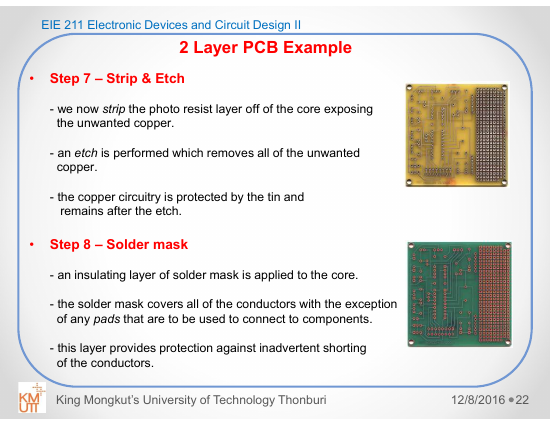 EIE 211 Electronic Devices and Circuit Design II
2 Layer PCB Example
• Step 7 – Strip & Etch
- we now strip the photo resist layer off of the core exposing
the unwanted copper.
- an etch is performed which removes all of the unwanted
copper.
- the copper circuitry is protected by the tin and
remains after the etch.
• Step 8 – Solder mask
- an insulating layer of solder mask is applied to the core.
- the solder mask covers all of the conductors with the exception
of any pads that are to be used to connect to components.
- this layer provides protection against inadvertent shorting
of the conductors.
KM
UTT
King Mongkut's University of Technology Thonburi
12/8/2016 •22